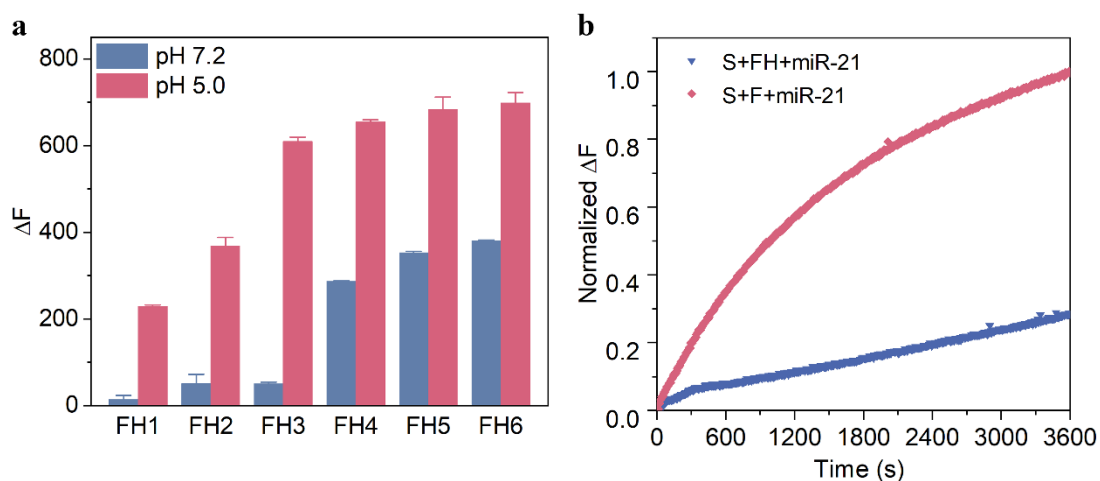 a
800
600
400
200
0
ΔF
pH 7.2
pH 5.0
FH1 FH2 FH3 FH4 FH5 FH6
b
1.0
0.8
0.6
0.4
0.2
0.0
Normalized ΔF
S+FH+miR-21
S+F+miR-21
0 600 1200 1800 2400 3000 3600
Time (s)